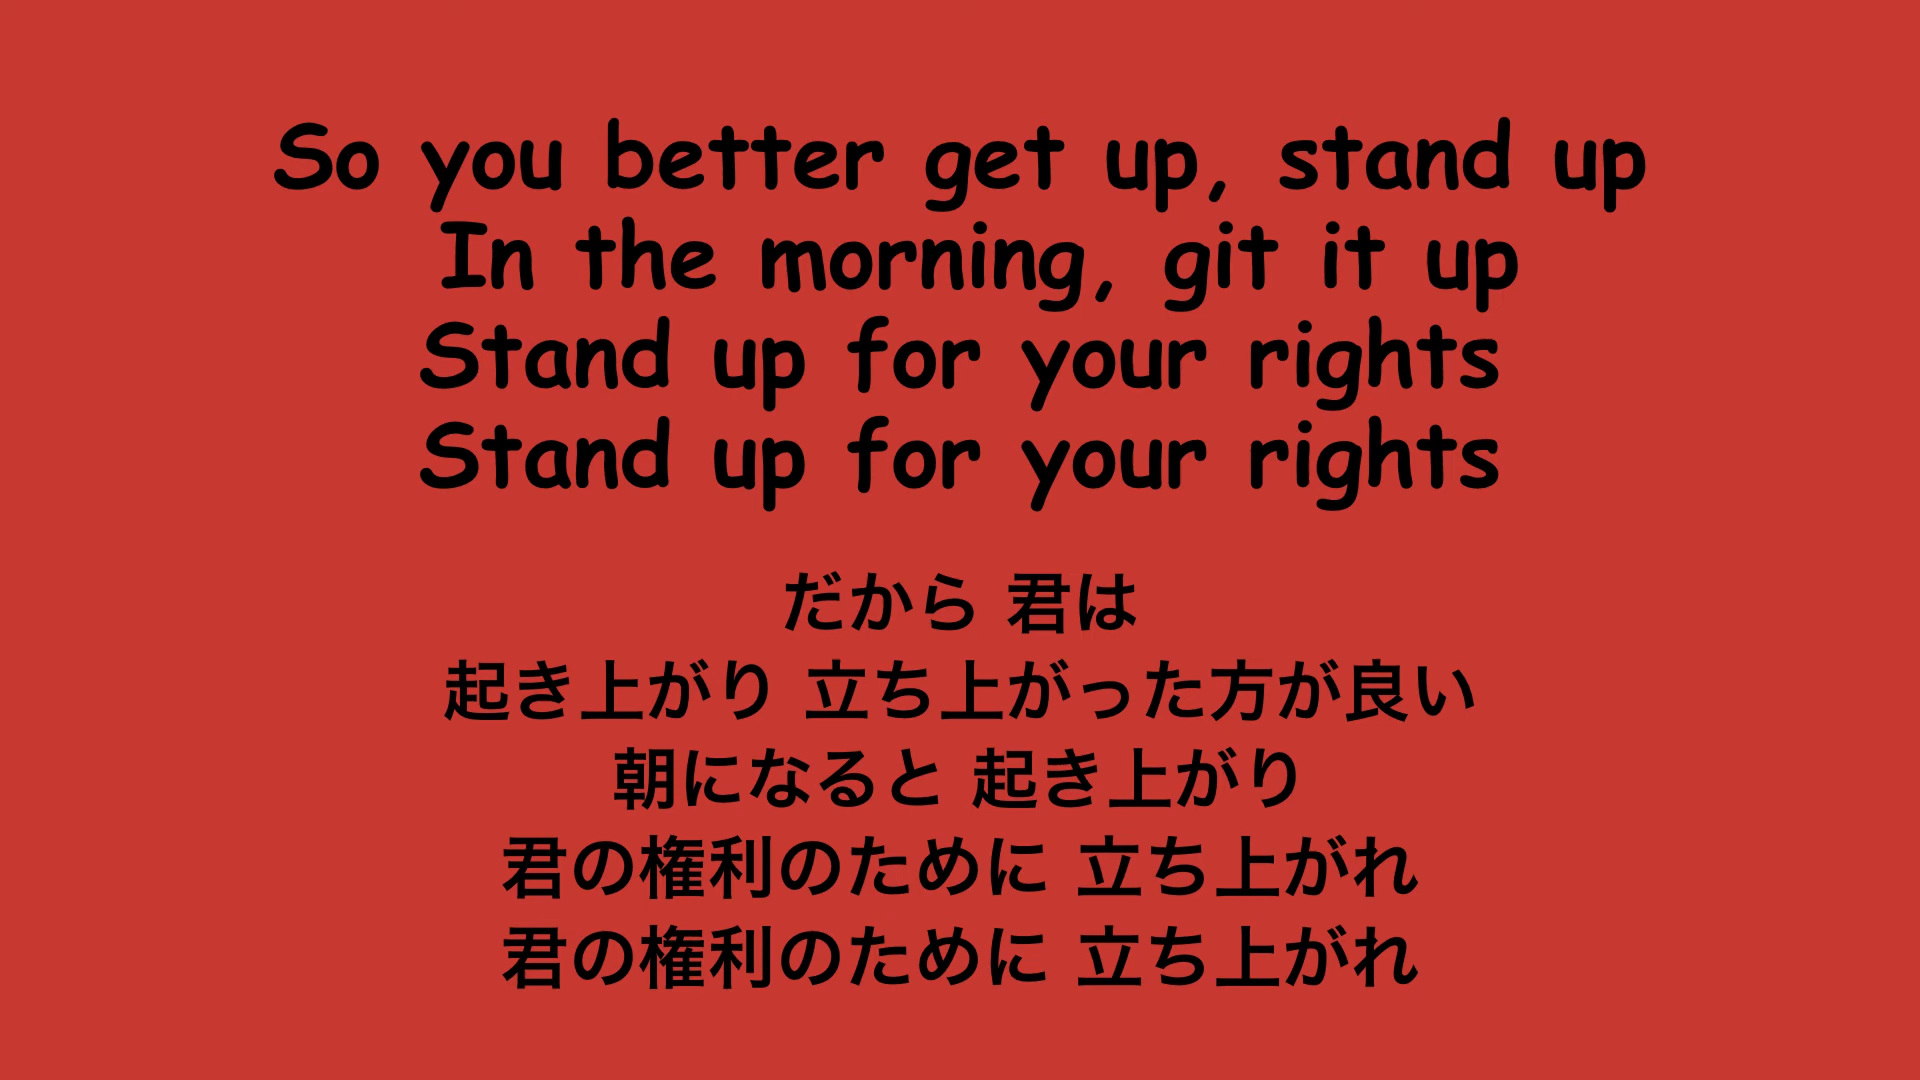 So you better get up, stand up
In the morning, git it up
Stand up for your rights
Stand up for your rights
だから 君は
起き上がり 立ち上がった方が良い
朝になると 起き上がり
君の権利のために 立ち上がれ
君の権利のために 立ち上がれ